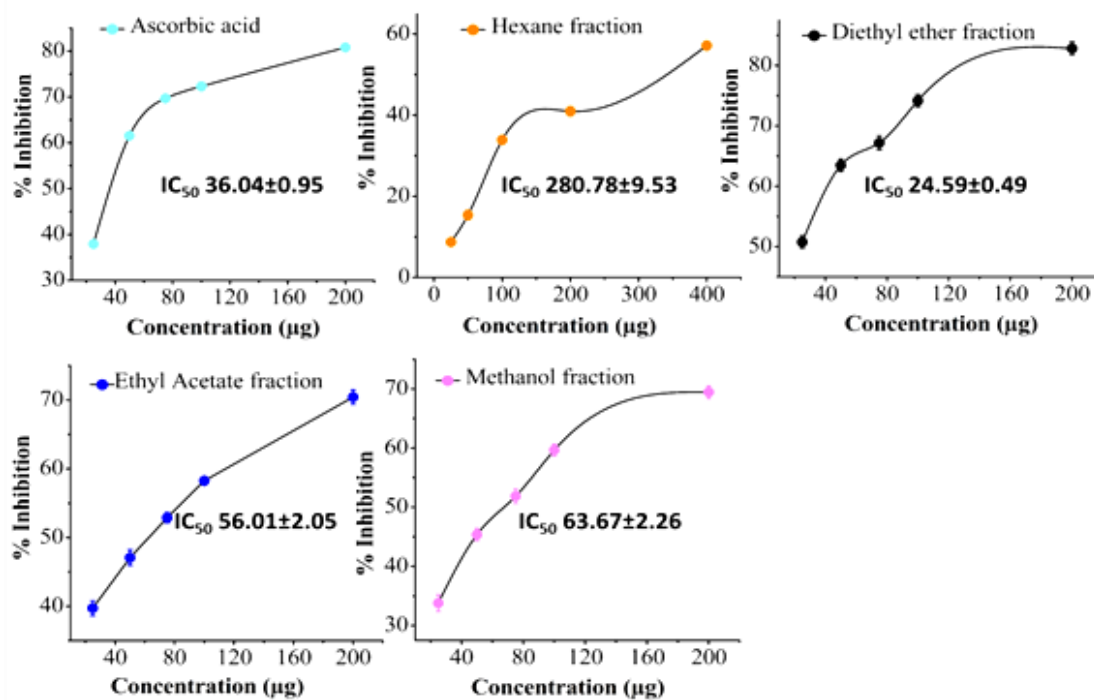 Ascorbic acid
% Inhibition
80
70
60
50
40
30
IC₅₀ 36.04±0.95
40 80 120 160 200
Concentration (µg)
Hexane fraction
% Inhibition
60
40
20
0
IC₅₀ 280.78±9.53
0 100 200 300 400
Concentration (µg)
Diethyl ether fraction
% Inhibition
80
70
60
50
IC₅₀ 24.59±0.49
40 80 120 160 200
Concentration (µg)
Ethyl Acetate fraction
% Inhibition
70
60
50
40
IC₅₀ 56.01±2.05
40 80 120 160 200
Concentration (µg)
Methanol fraction
% Inhibition
70
60
50
40
30
IC₅₀ 63.67±2.26
40 80 120 160 200
Concentration (µg)